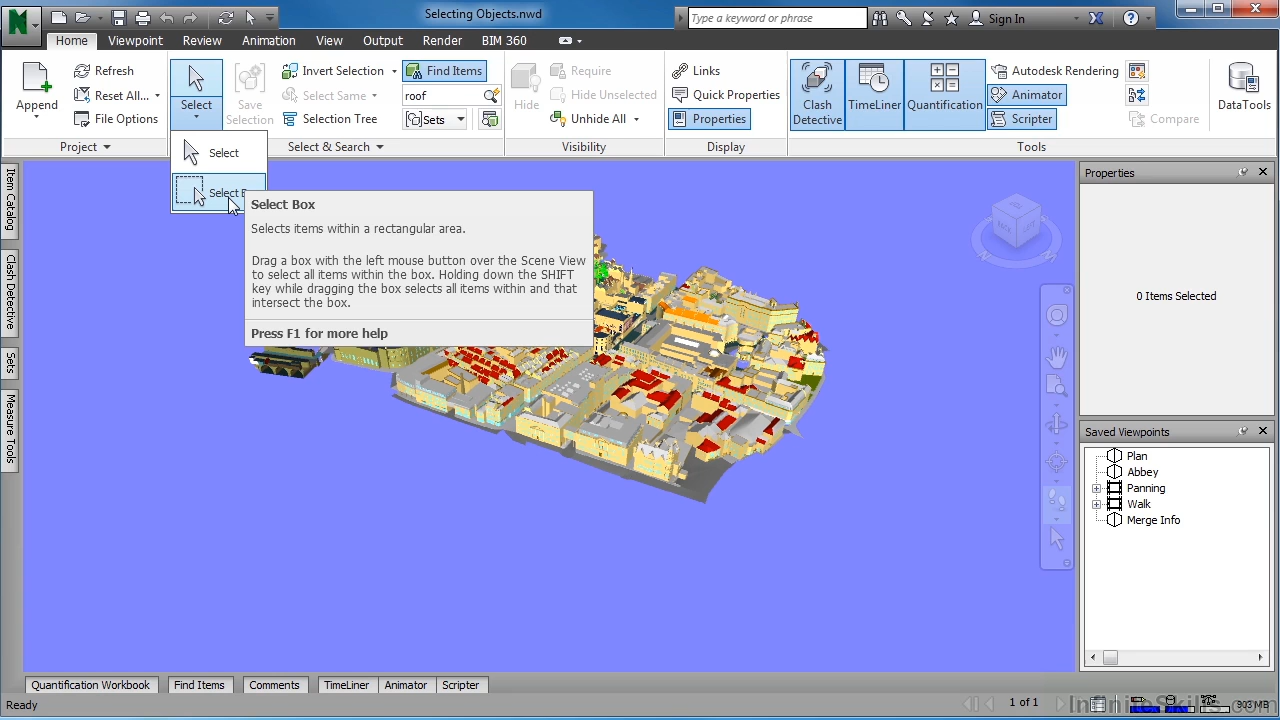 Selecting Objects.nwd
Type a keyword or phrase
Sign In
Home Viewpoint Review Animation View Output Render BIM 360
Append
Refresh
Reset All...
File Options
Project
Select
Save Selection
Invert Selection
Select Same
Selection Tree
Find Items
roof
Sets
Select & Search
Hide
Require
Hide Unselected
Unhide All
Visibility
Links
Quick Properties
Properties
Display
Clash Detective
TimeLiner
Quantification
Autodesk Rendering
Animator
Scripter
Compare
Tools
DataTools
Select
Select B
Select Box
Selects items within a rectangular area.
Drag a box with the left mouse button over the Scene View
to select all items within the box. Holding down the SHIFT
key while dragging the box selects all items within and that
intersect the box.
Press F1 for more help
Item Catalog
Clash Detective
Sets
Measure Tools
Properties
0 Items Selected
Saved Viewpoints
Plan
Abbey
Panning
Walk
Merge Info
Quantification Workbook Find Items Comments TimeLiner Animator Scripter
Ready
1 of 1
903 MB
InfiniteSkills.com